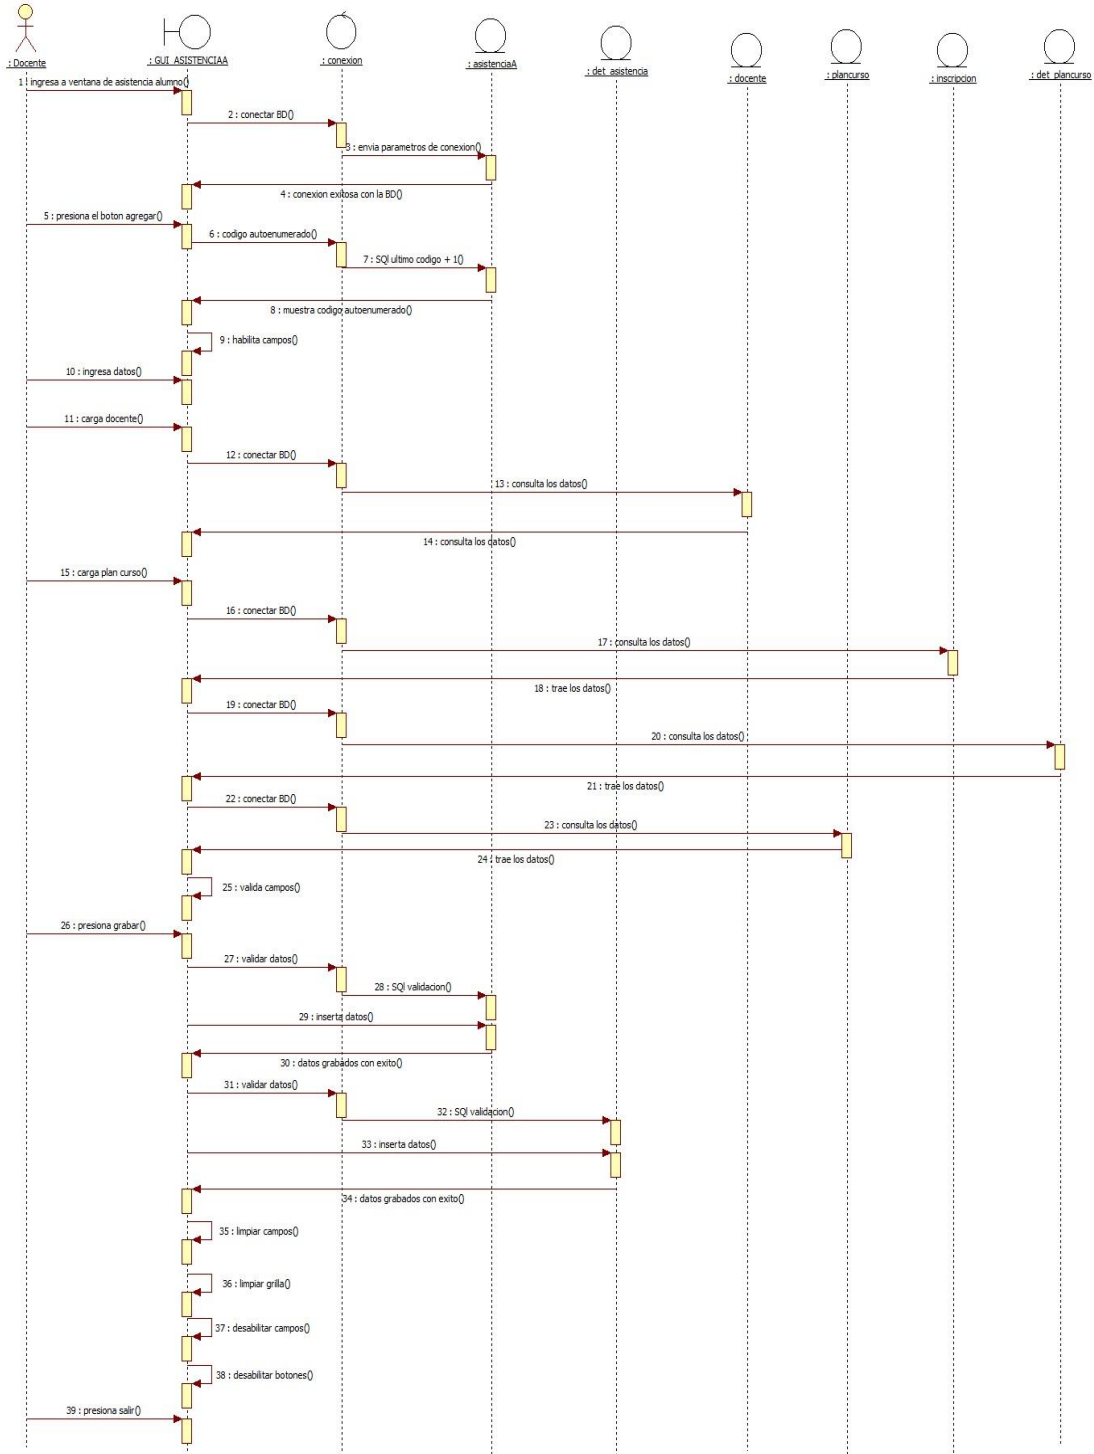 : Docente
: GUI_ASISTENCIAA
: conexion
: asistenciaA
: det_asistencia
: docente
: plancurso
: inscripcion
: det_plancurso
1 : ingresa a ventana de asistencia alumno()
2 : conectar BD()
3 : envia parametros de conexion()
4 : conexion exitosa con la BD()
5 : presiona el boton agregar()
6 : codigo autoenumerado()
7 : SQl ultimo codigo + 1()
8 : muestra codigo autoenumerado()
9 : habilita campos()
10 : ingresa datos()
11 : carga docente()
12 : conectar BD()
13 : consulta los datos()
14 : consulta los datos()
15 : carga plan curso()
16 : conectar BD()
17 : consulta los datos()
18 : trae los datos()
19 : conectar BD()
20 : consulta los datos()
21 : trae los datos()
22 : conectar BD()
23 : consulta los datos()
24 : trae los datos()
25 : valida campos()
26 : presiona grabar()
27 : validar datos()
28 : SQl validacion()
29 : inserta datos()
30 : datos grabados con exito()
31 : validar datos()
32 : SQl validacion()
33 : inserta datos()
34 : datos grabados con exito()
35 : limpiar campos()
36 : limpiar grilla()
37 : desabilitar campos()
38 : desabilitar botones()
39 : presiona salir()